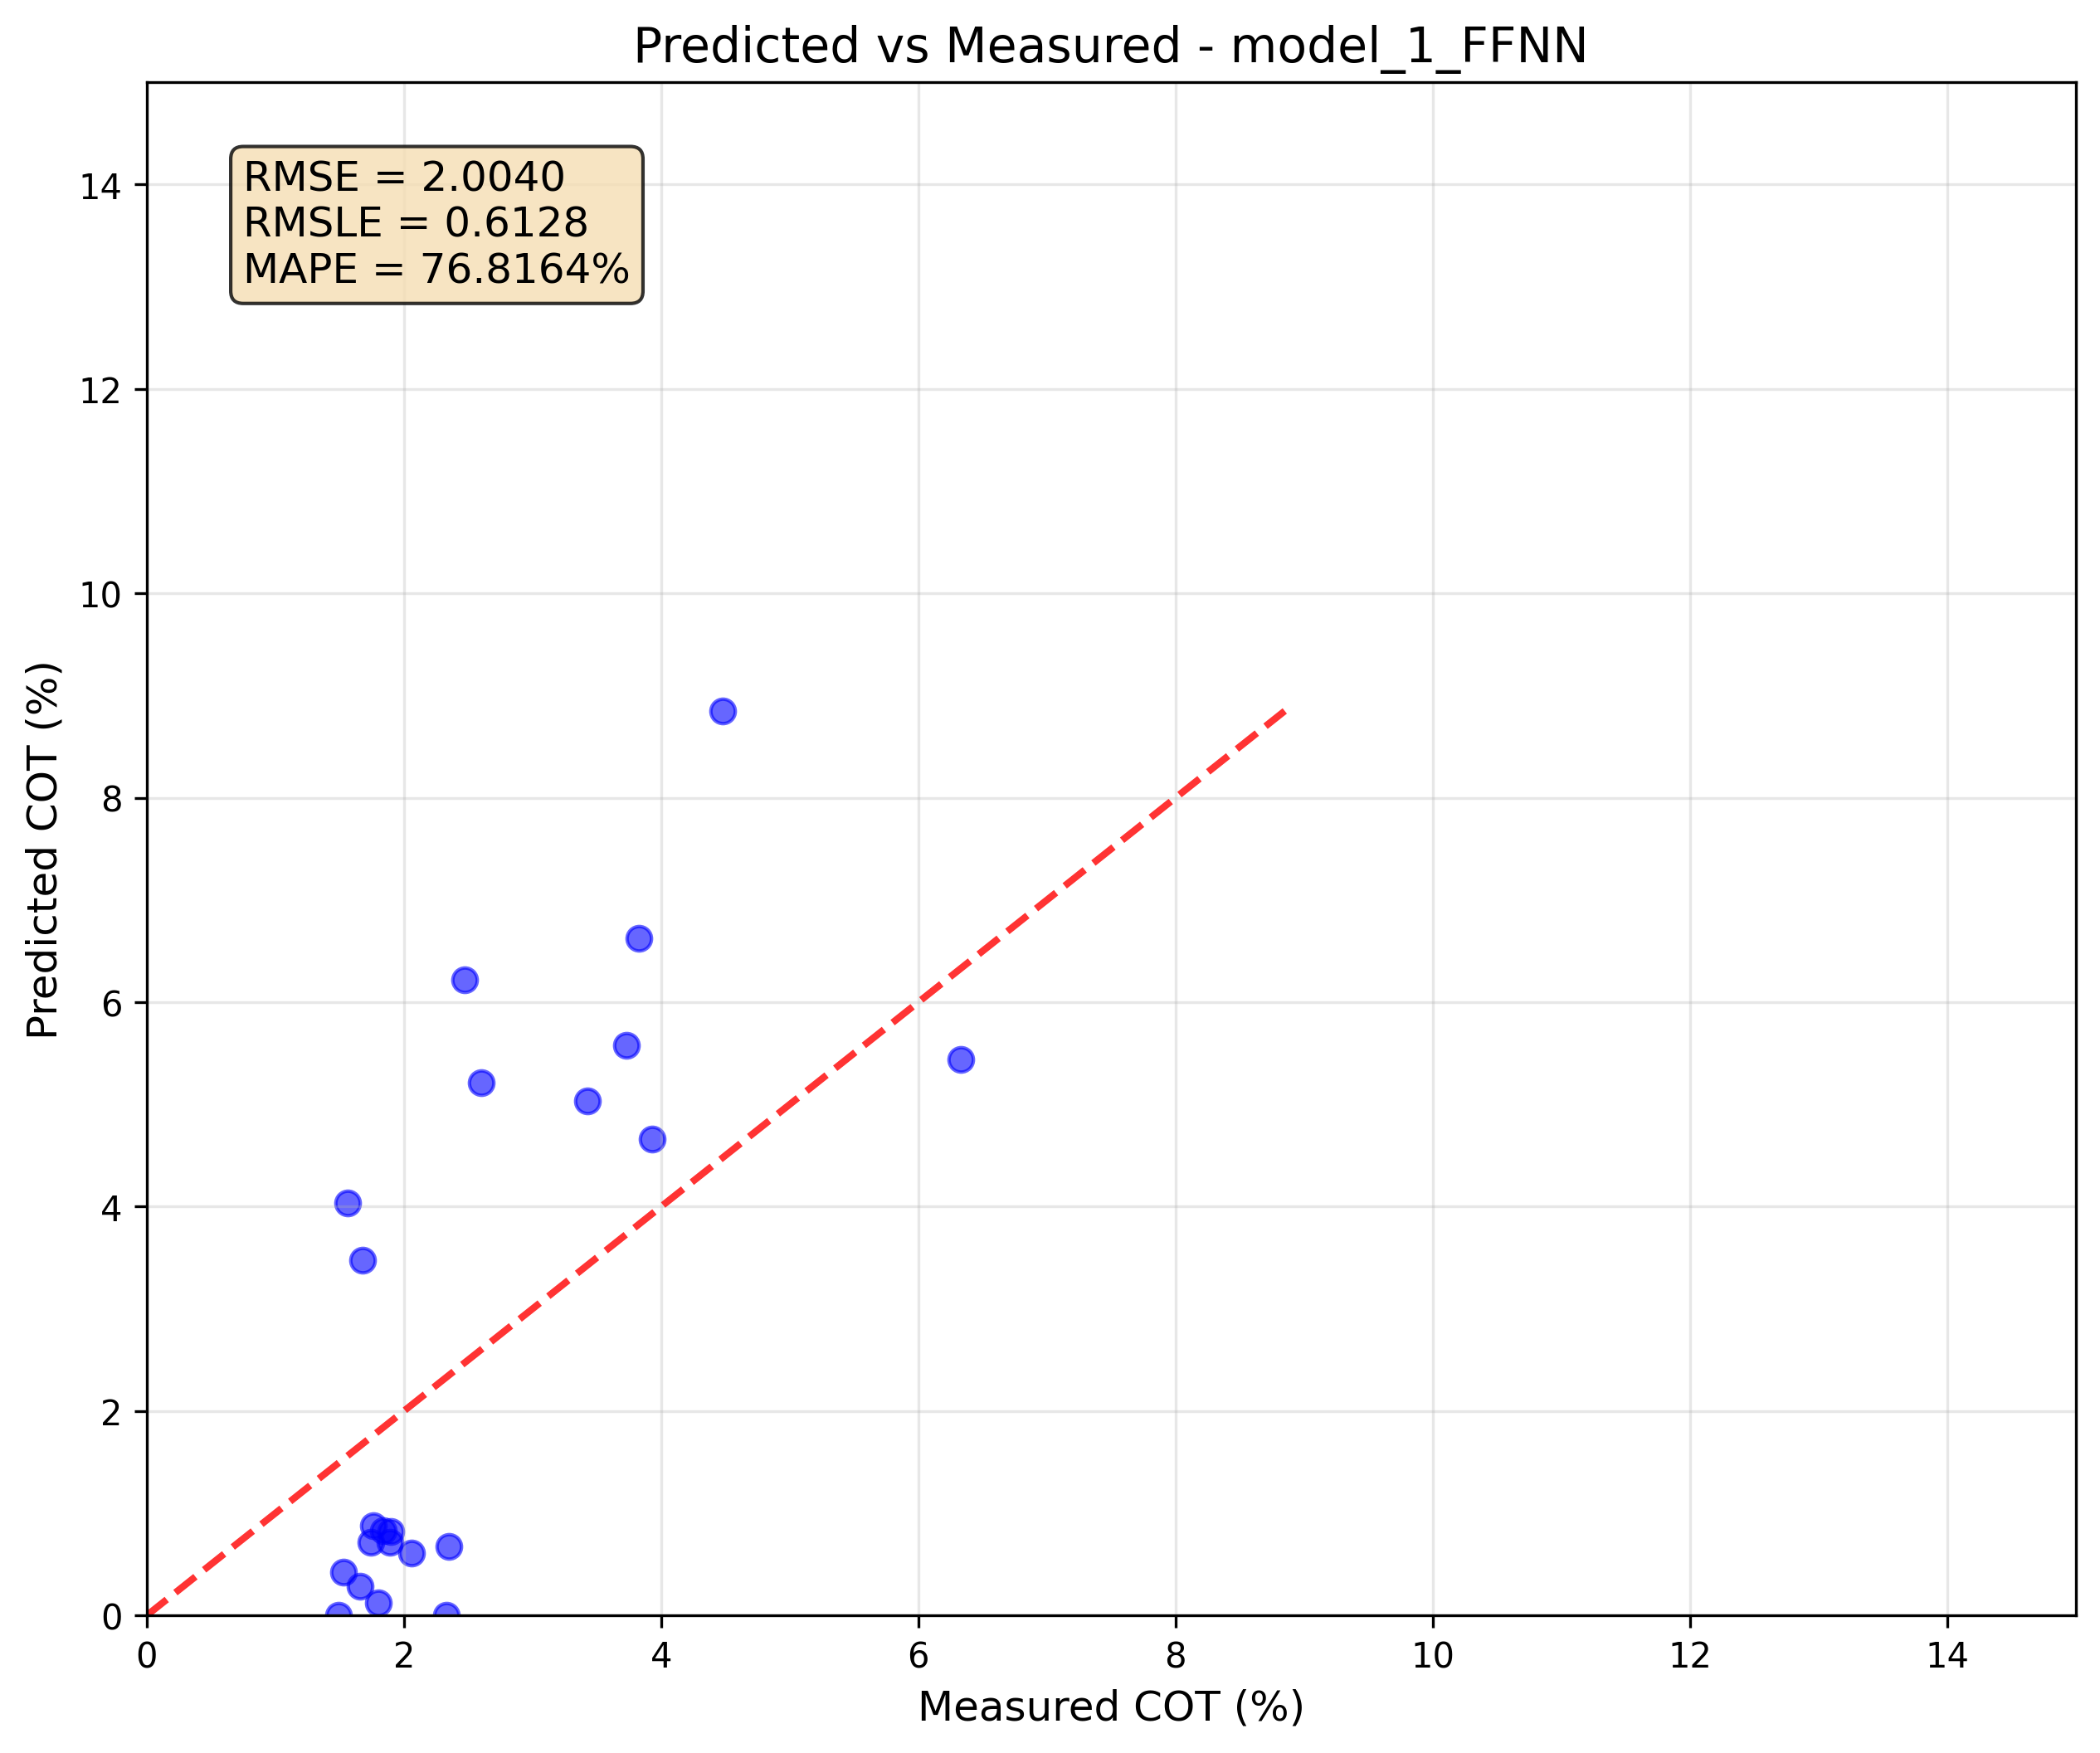 Predicted vs Measured - model_1_FFNN
RMSE = 2.0040
RMSLE = 0.6128
MAPE = 76.8164%
Predicted COT (%)
14
12
10
8
6
4
2
0
0 2 4 6 8 10 12 14
Measured COT (%)